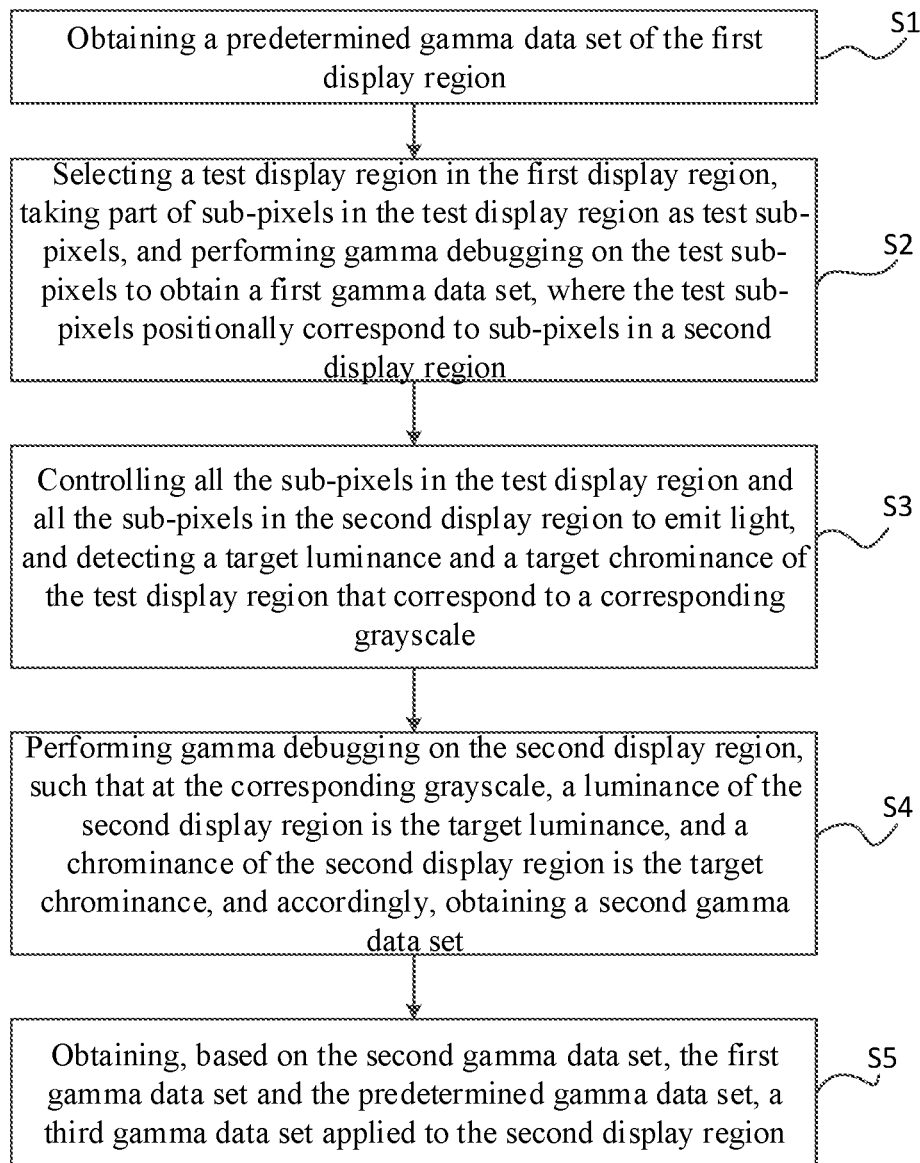 Obtaining a predetermined gamma data set of the first
display region
S1
Selecting a test display region in the first display region,
taking part of sub-pixels in the test display region as test sub-
pixels, and performing gamma debugging on the test sub-
pixels to obtain a first gamma data set, where the test sub-
pixels positionally correspond to sub-pixels in a second
display region
S2
Controlling all the sub-pixels in the test display region and
all the sub-pixels in the second display region to emit light,
and detecting a target luminance and a target chrominance of
the test display region that correspond to a corresponding
grayscale
S3
Performing gamma debugging on the second display region,
such that at the corresponding grayscale, a luminance of the
second display region is the target luminance, and a
chrominance of the second display region is the target
chrominance, and accordingly, obtaining a second gamma
data set
S4
Obtaining, based on the second gamma data set, the first
gamma data set and the predetermined gamma data set, a
third gamma data set applied to the second display region
S5